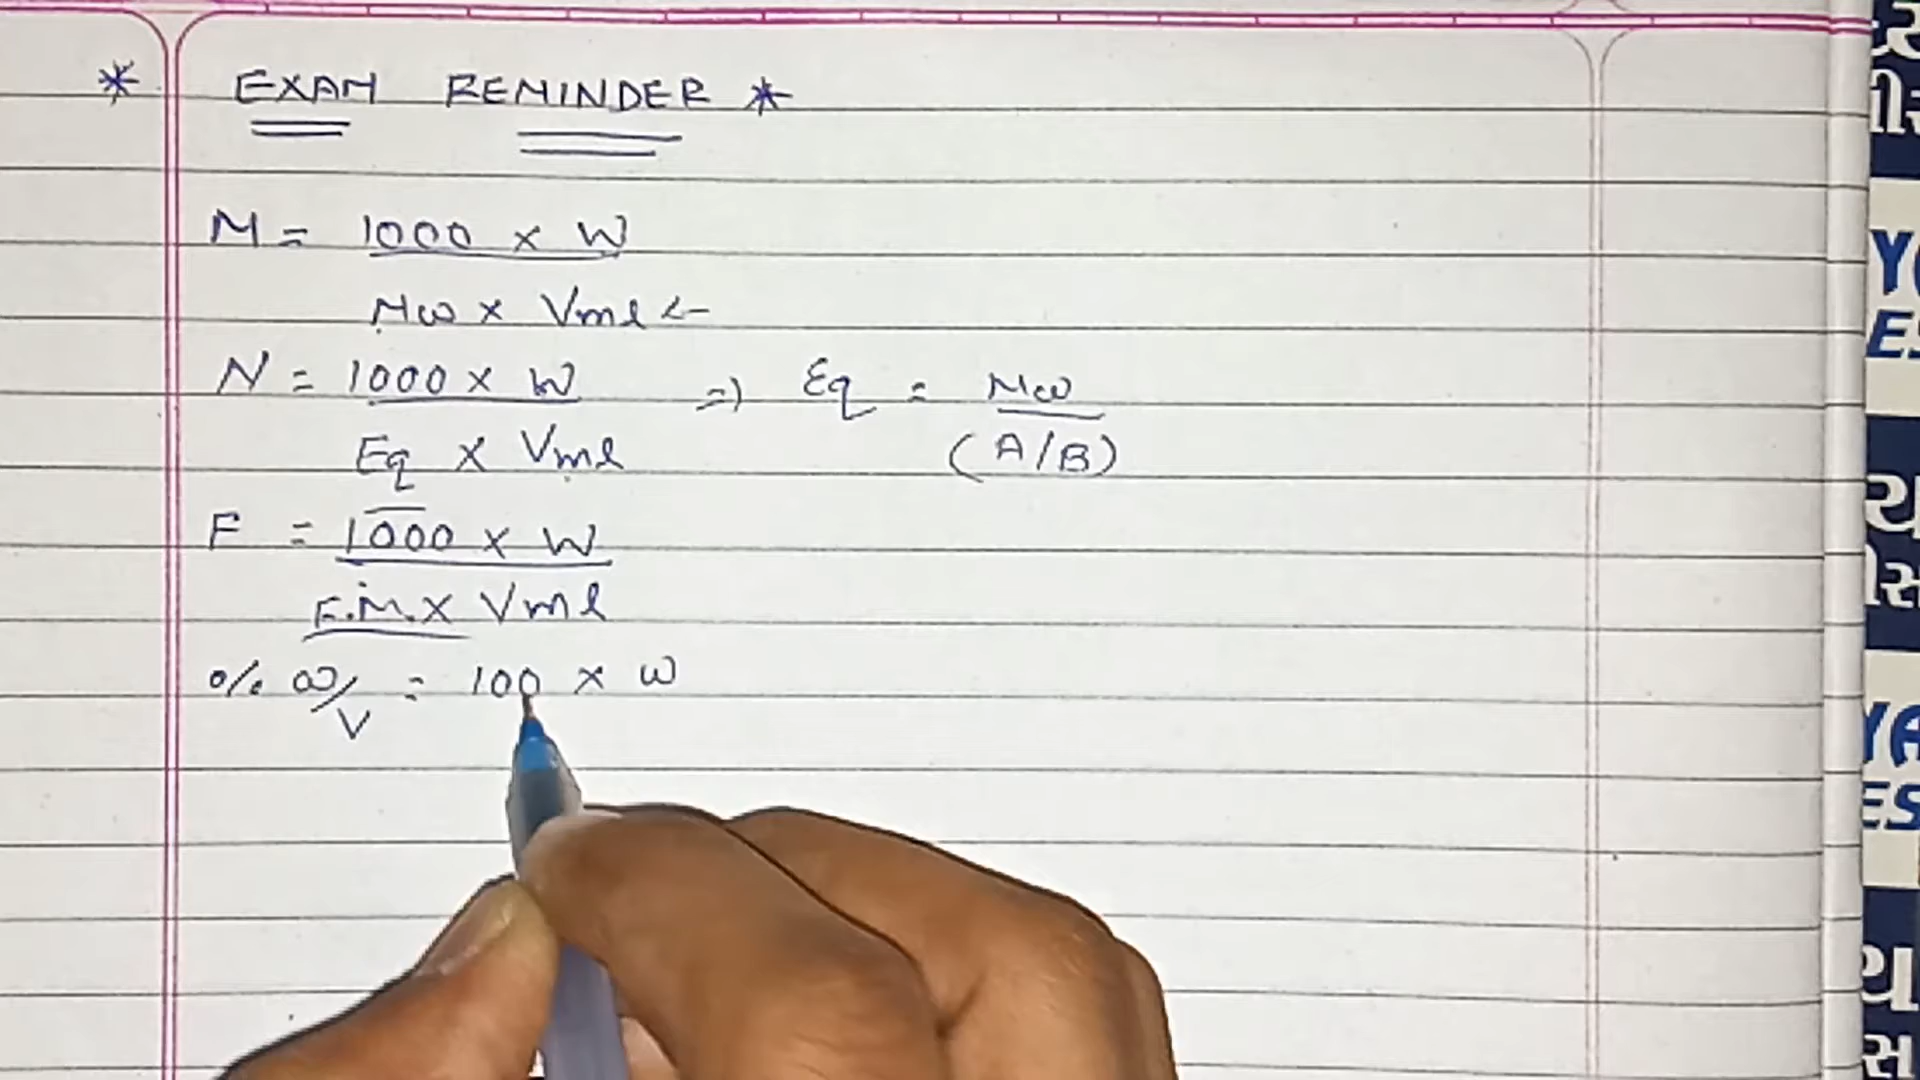 * EXAM REMINDER *
M = 1000 × W
Mw × Vml ←
N = 1000 × W ⇒ Eq = Mw
Eq × Vml (A/B)
F = 1000 × W
F.M. × Vml
% w/v = 100 × w